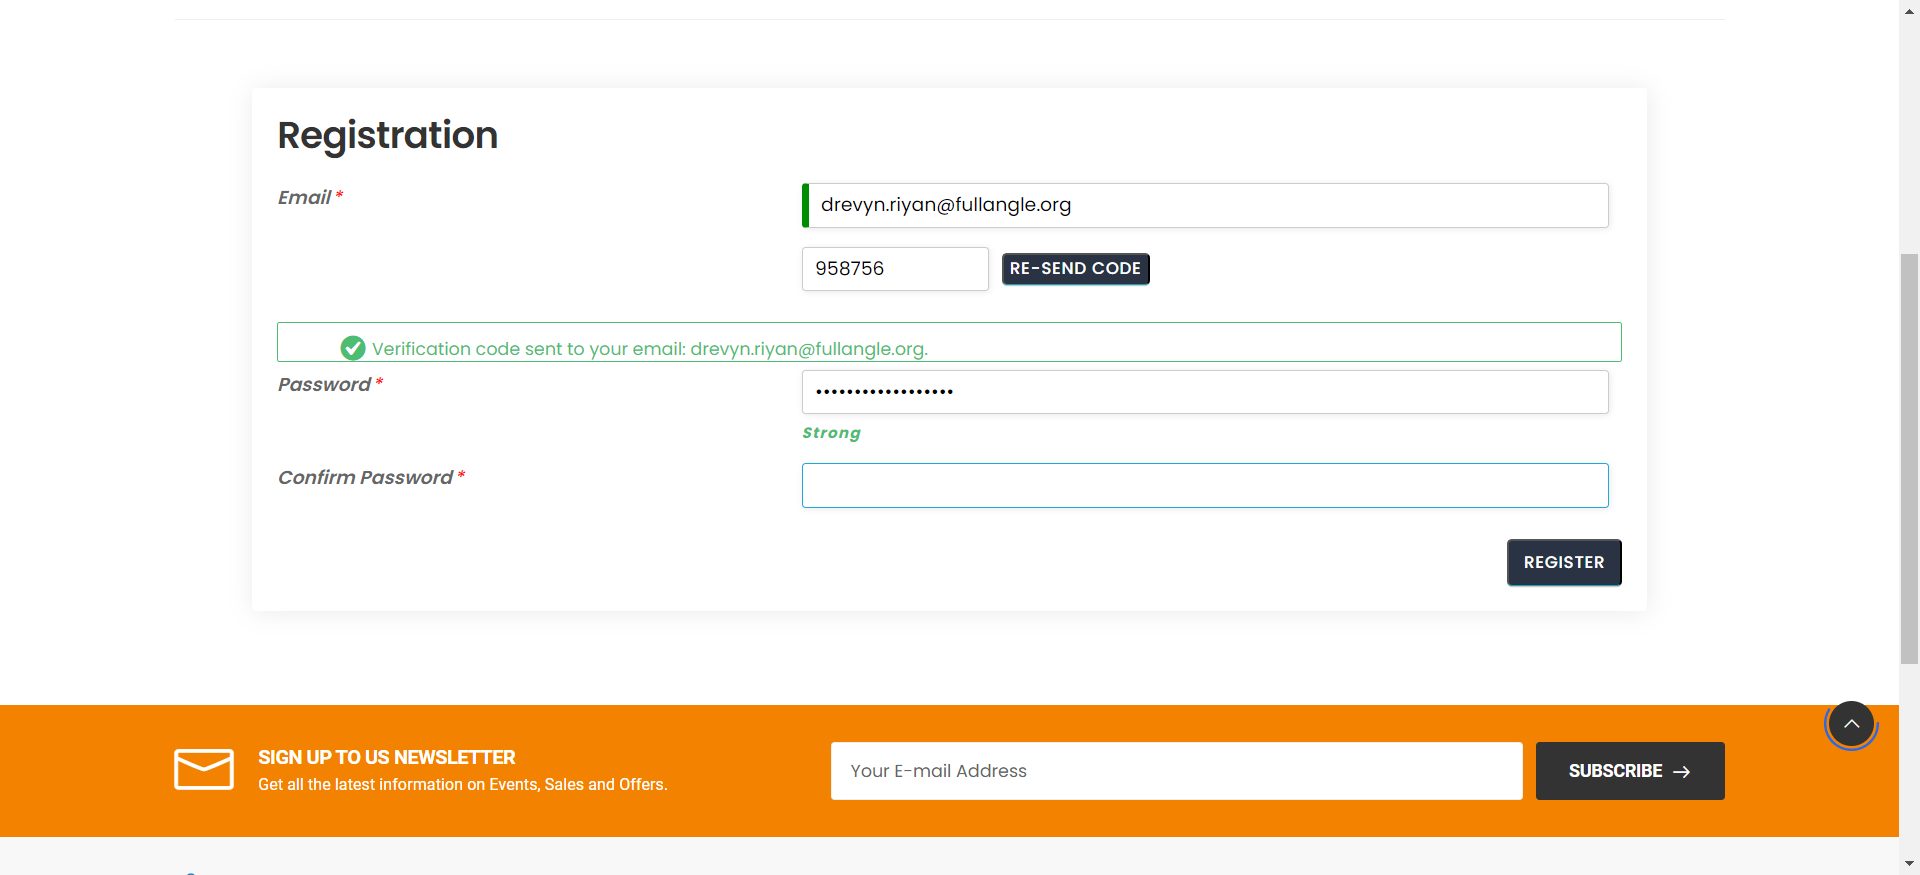 Registration
Email *
drevyn.riyan@fullangle.org
958756
RE-SEND CODE
Verification code sent to your email: drevyn.riyan@fullangle.org.
Password *
••••••••••••••••••
Strong
Confirm Password *
REGISTER
SIGN UP TO US NEWSLETTER
Get all the latest information on Events, Sales and Offers.
Your E-mail Address
SUBSCRIBE →